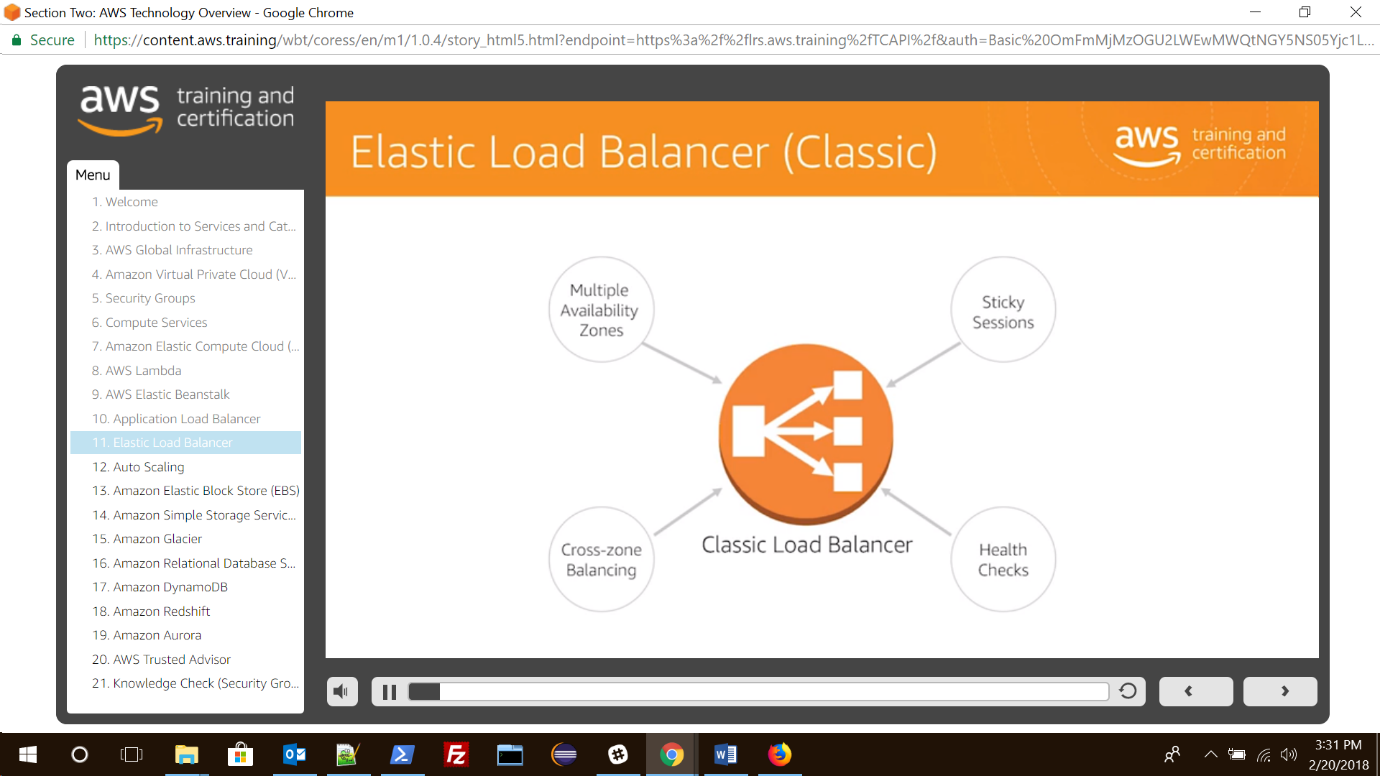 Section Two: AWS Technology Overview - Google Chrome
Secure https://content.aws.training/wbt/coress/en/m1/1.0.4/story_html5.html?endpoint=https%3a%2f%2flrs.aws.training%2fTCAPI%2f&auth=Basic%20OmFmMjMzOGU2LWEwMWQtNGY5NS05Yjc1L...
aws training and
certification
Menu
1. Welcome
2. Introduction to Services and Cat...
3. AWS Global Infrastructure
4. Amazon Virtual Private Cloud (V...
5. Security Groups
6. Compute Services
7. Amazon Elastic Compute Cloud (...
8. AWS Lambda
9. AWS Elastic Beanstalk
10. Application Load Balancer
11. Elastic Load Balancer
12. Auto Scaling
13. Amazon Elastic Block Store (EBS)
14. Amazon Simple Storage Servic...
15. Amazon Glacier
16. Amazon Relational Database S...
17. Amazon DynamoDB
18. Amazon Redshift
19. Amazon Aurora
20. AWS Trusted Advisor
21. Knowledge Check (Security Gro...
Elastic Load Balancer (Classic)
aws training and
certification
Multiple
Availability
Zones
Sticky
Sessions
Cross-zone
Balancing
Classic Load Balancer
Health
Checks
3:31 PM
2/20/2018